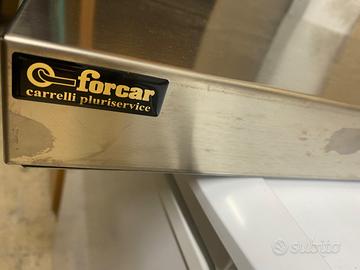 forcar
carrelli pluriservice
subito